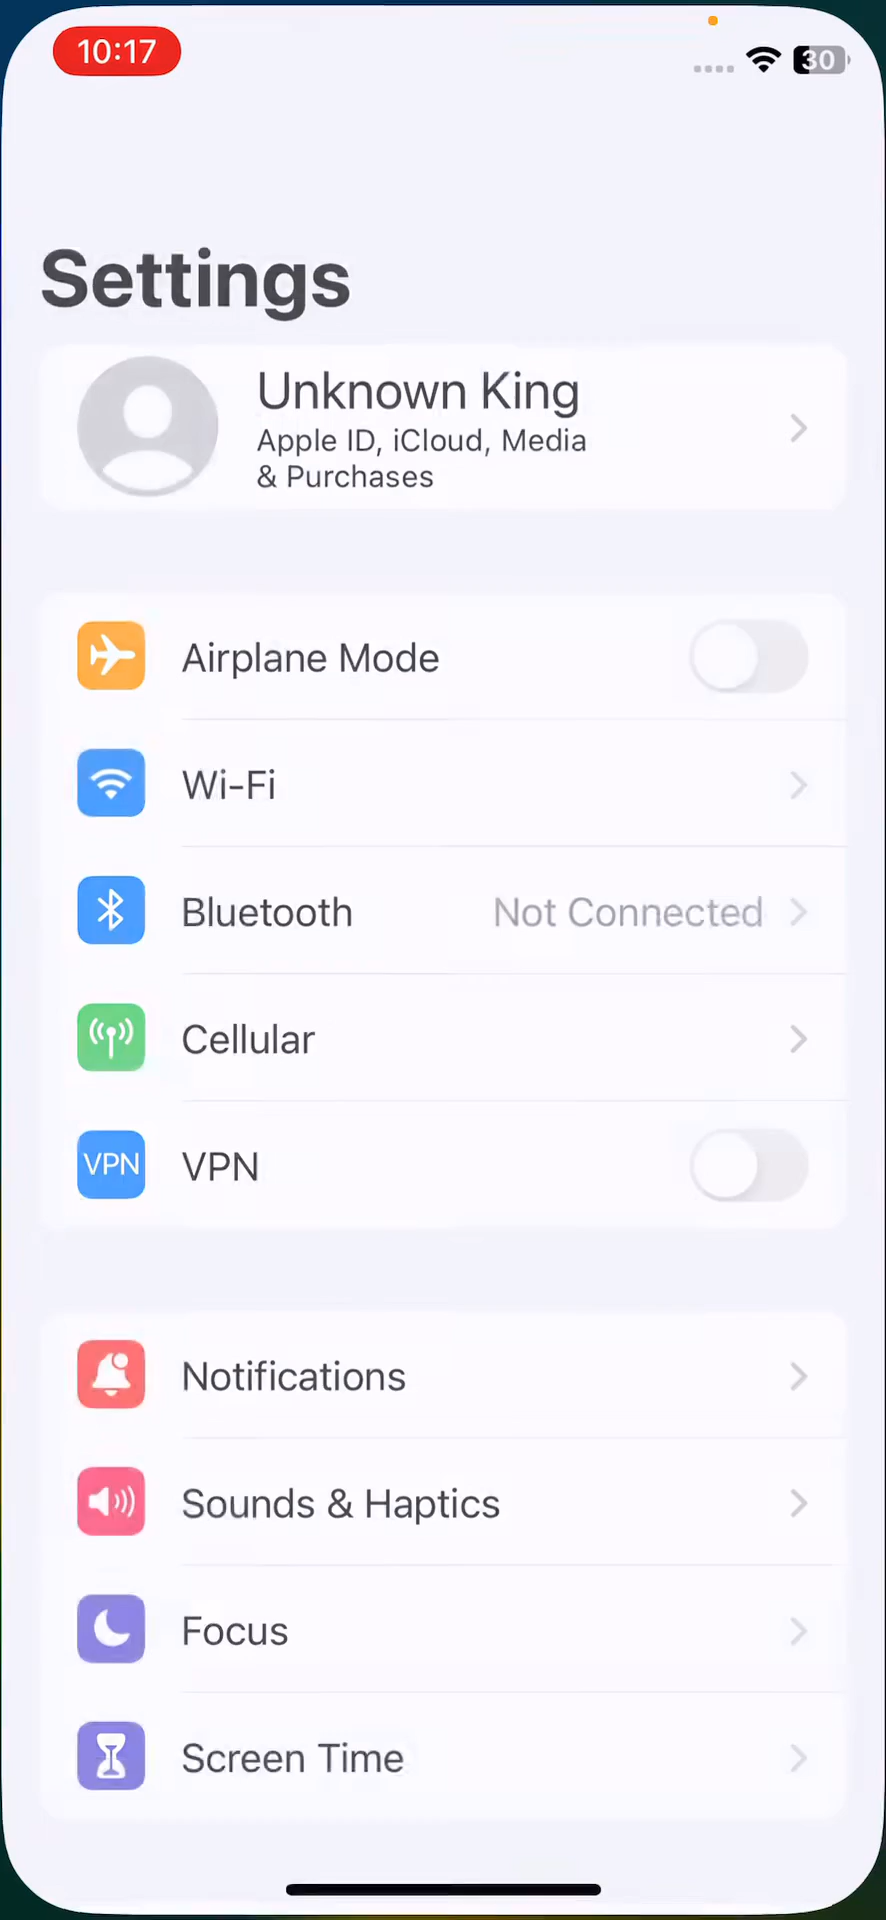 10:17
30
Settings
Unknown King
Apple ID, iCloud, Media
& Purchases
Airplane Mode
Wi-Fi
Bluetooth Not Connected
Cellular
VPN VPN
Notifications
Sounds & Haptics
Focus
Screen Time